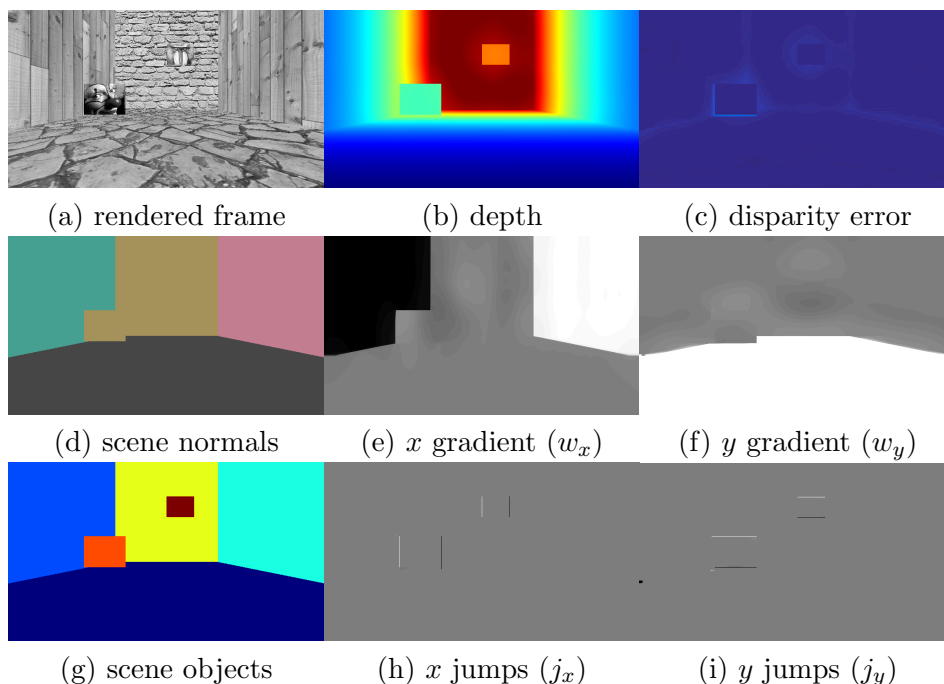 (a) rendered frame
(b) depth
(c) disparity error
(d) scene normals
(e) x gradient (w_x)
(f) y gradient (w_y)
(g) scene objects
(h) x jumps (j_x)
(i) y jumps (j_y)